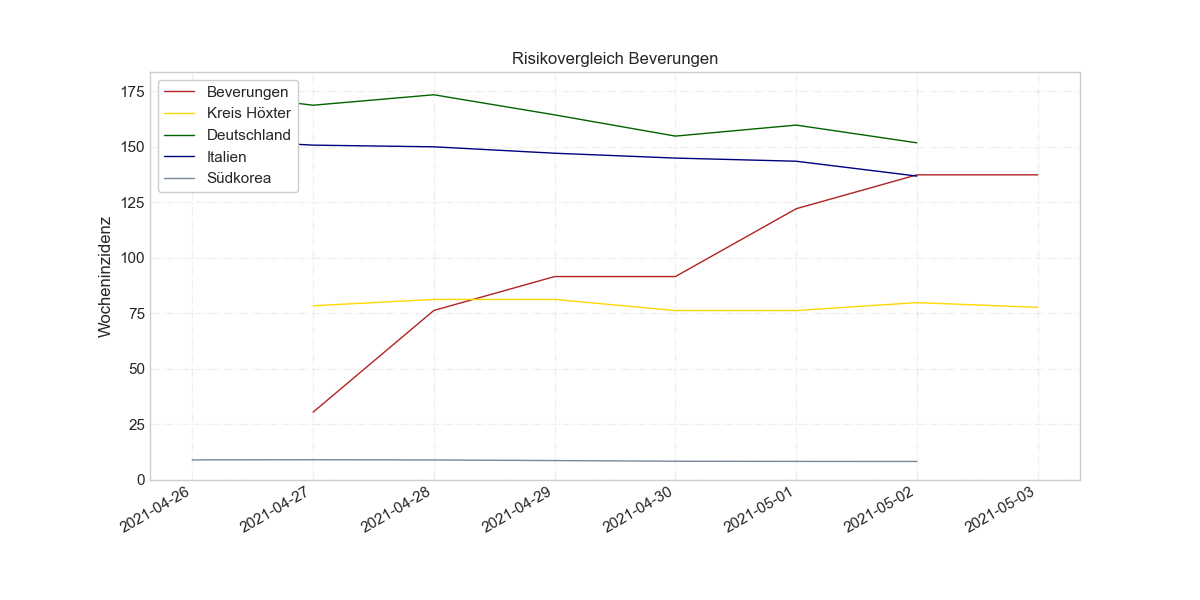 Risikovergleich Beverungen
Wocheninzidenz
175
150
125
100
75
50
25
0
Beverungen
Kreis Höxter
Deutschland
Italien
Südkorea
2021-04-26
2021-04-27
2021-04-28
2021-04-29
2021-04-30
2021-05-01
2021-05-02
2021-05-03